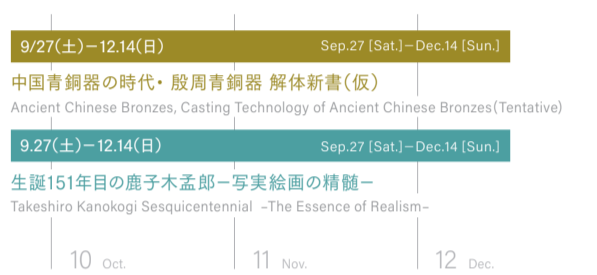 9/27(土)−12.14(日) Sep.27 [Sat.]−Dec.14 [Sun.]
中国青銅器の時代・ 殷周青銅器 解体新書(仮)
Ancient Chinese Bronzes, Casting Technology of Ancient Chinese Bronzes(Tentative)
9.27(土)−12.14(日) Sep.27 [Sat.]−Dec.14 [Sun.]
生誕151年目の鹿子木孟郎−写実絵画の精髄−
Takeshiro Kanokogi Sesquicentennial –The Essence of Realism–
10 Oct. 11 Nov. 12 Dec.